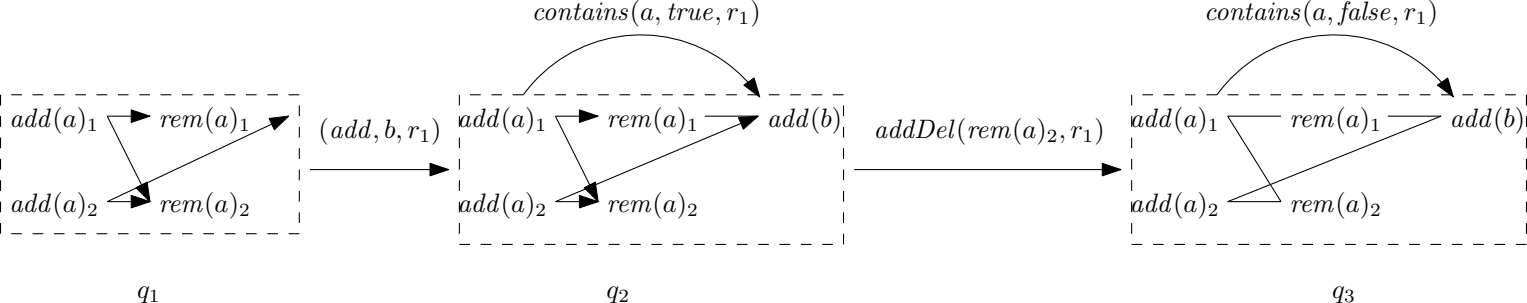 contains(a, true, r₁) contains(a, false, r₁)
add(a)₁ rem(a)₁ (add, b, r₁) add(a)₁ rem(a)₁ add(b) addDel(rem(a)₂, r₁) add(a)₁ rem(a)₁ add(b)
add(a)₂ rem(a)₂ add(a)₂ rem(a)₂ add(a)₂ rem(a)₂
q₁ q₂ q₃